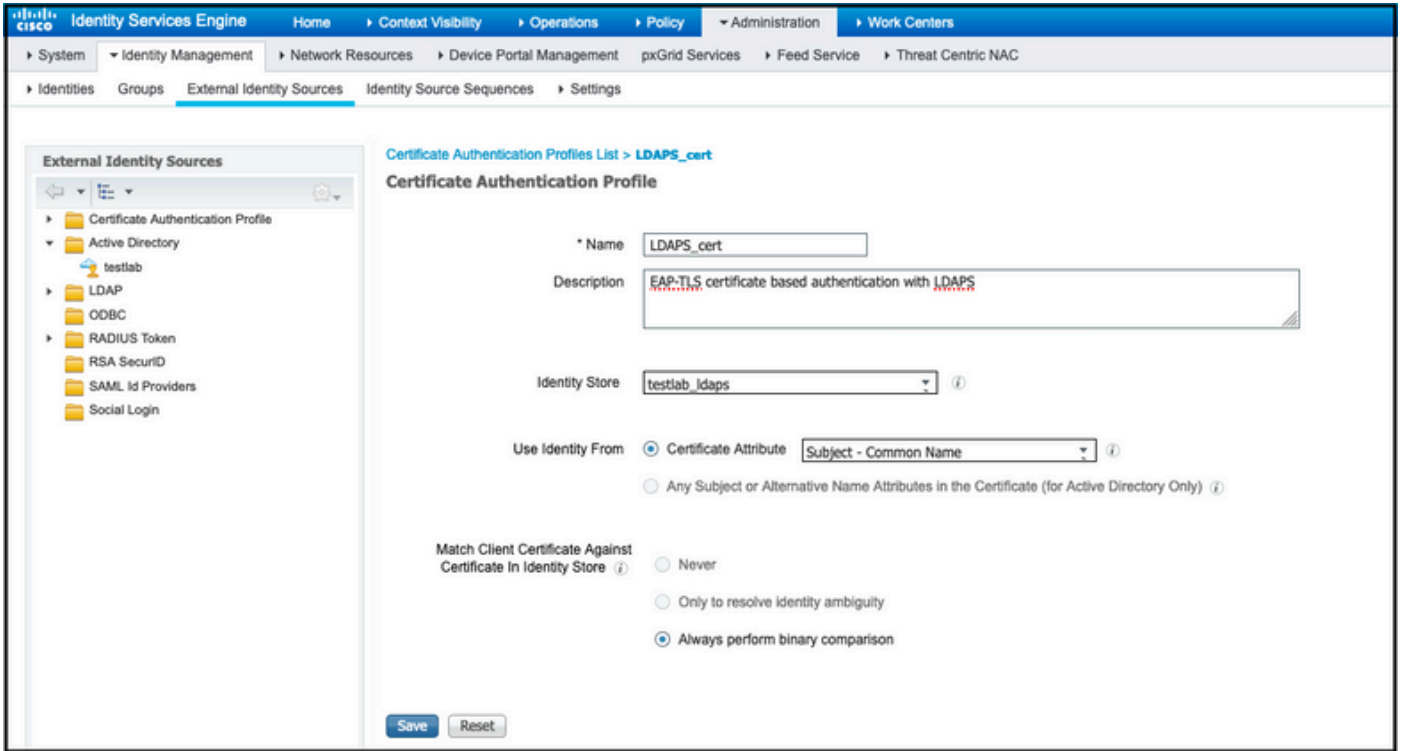 cisco Identity Services Engine Home Context Visibility Operations Policy Administration Work Centers
System Identity Management Network Resources Device Portal Management pxGrid Services Feed Service Threat Centric NAC
Identities Groups External Identity Sources Identity Source Sequences Settings
External Identity Sources
Certificate Authentication Profile
Active Directory
testlab
LDAP
ODBC
RADIUS Token
RSA SecurID
SAML Id Providers
Social Login
Certificate Authentication Profiles List > LDAPS_cert
Certificate Authentication Profile
* Name LDAPS_cert
Description EAP-TLS certificate based authentication with LDAPS
Identity Store testlab_ldaps
Use Identity From Certificate Attribute Subject - Common Name
Any Subject or Alternative Name Attributes in the Certificate (for Active Directory Only)
Match Client Certificate Against
Certificate In Identity Store
Never
Only to resolve identity ambiguity
Always perform binary comparison
Save Reset